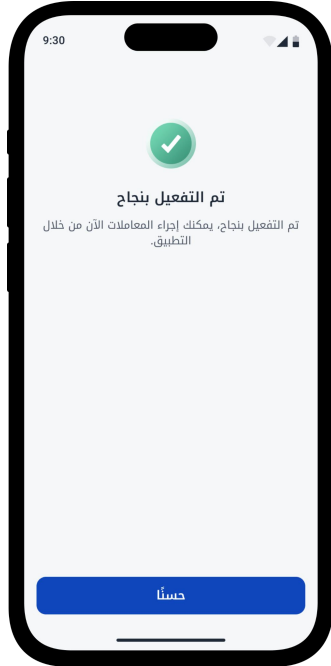 9:30
تم التفعيل بنجاح
تم التفعيل بنجاح، يمكنك إجراء المعاملات الآن من خلال
التطبيق.
حسنًا